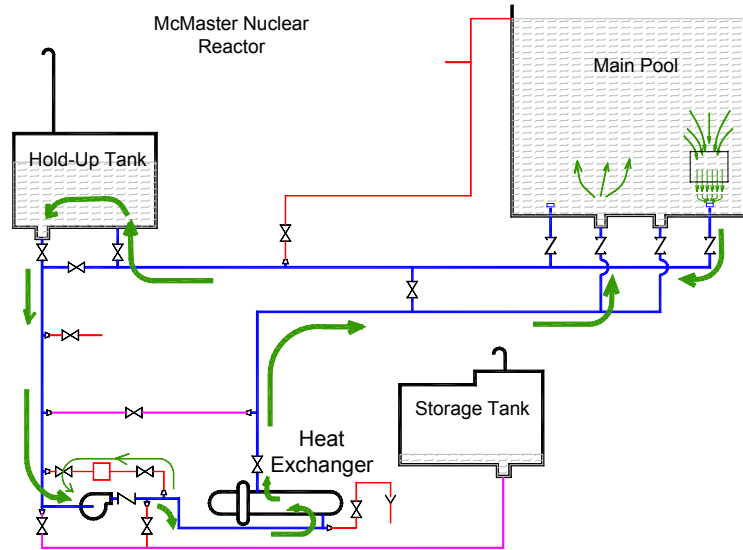 McMaster Nuclear
Reactor
Main Pool
Hold-Up Tank
Storage Tank
Heat
Exchanger